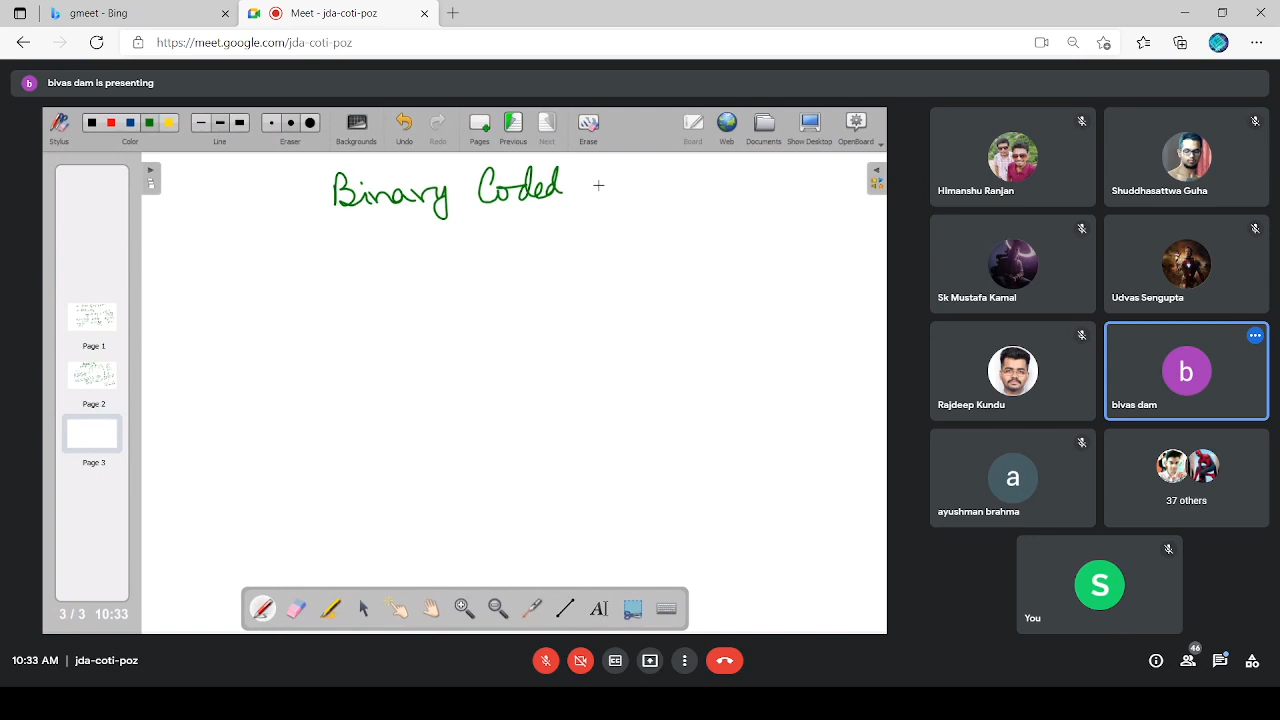 gmeet - Bing
Meet - jda-coti-poz
https://meet.google.com/jda-coti-poz
b
bivas dam is presenting
Stylus
Color
Line
Eraser
Backgrounds
Undo
Redo
Pages
Previous
Next
Erase
Board
Web
Documents
Show Desktop
OpenBoard
Binary Coded
Page 1
Page 2
Page 3
3 / 3 10:33
HImanshu Ranjan
Shuddhasattwa Guha
Sk Mustafa Kamal
Udvas Sengupta
Rajdeep Kundu
b
bivas dam
a
ayushman brahma
37 others
S
You
10:33 AM | jda-coti-poz
46